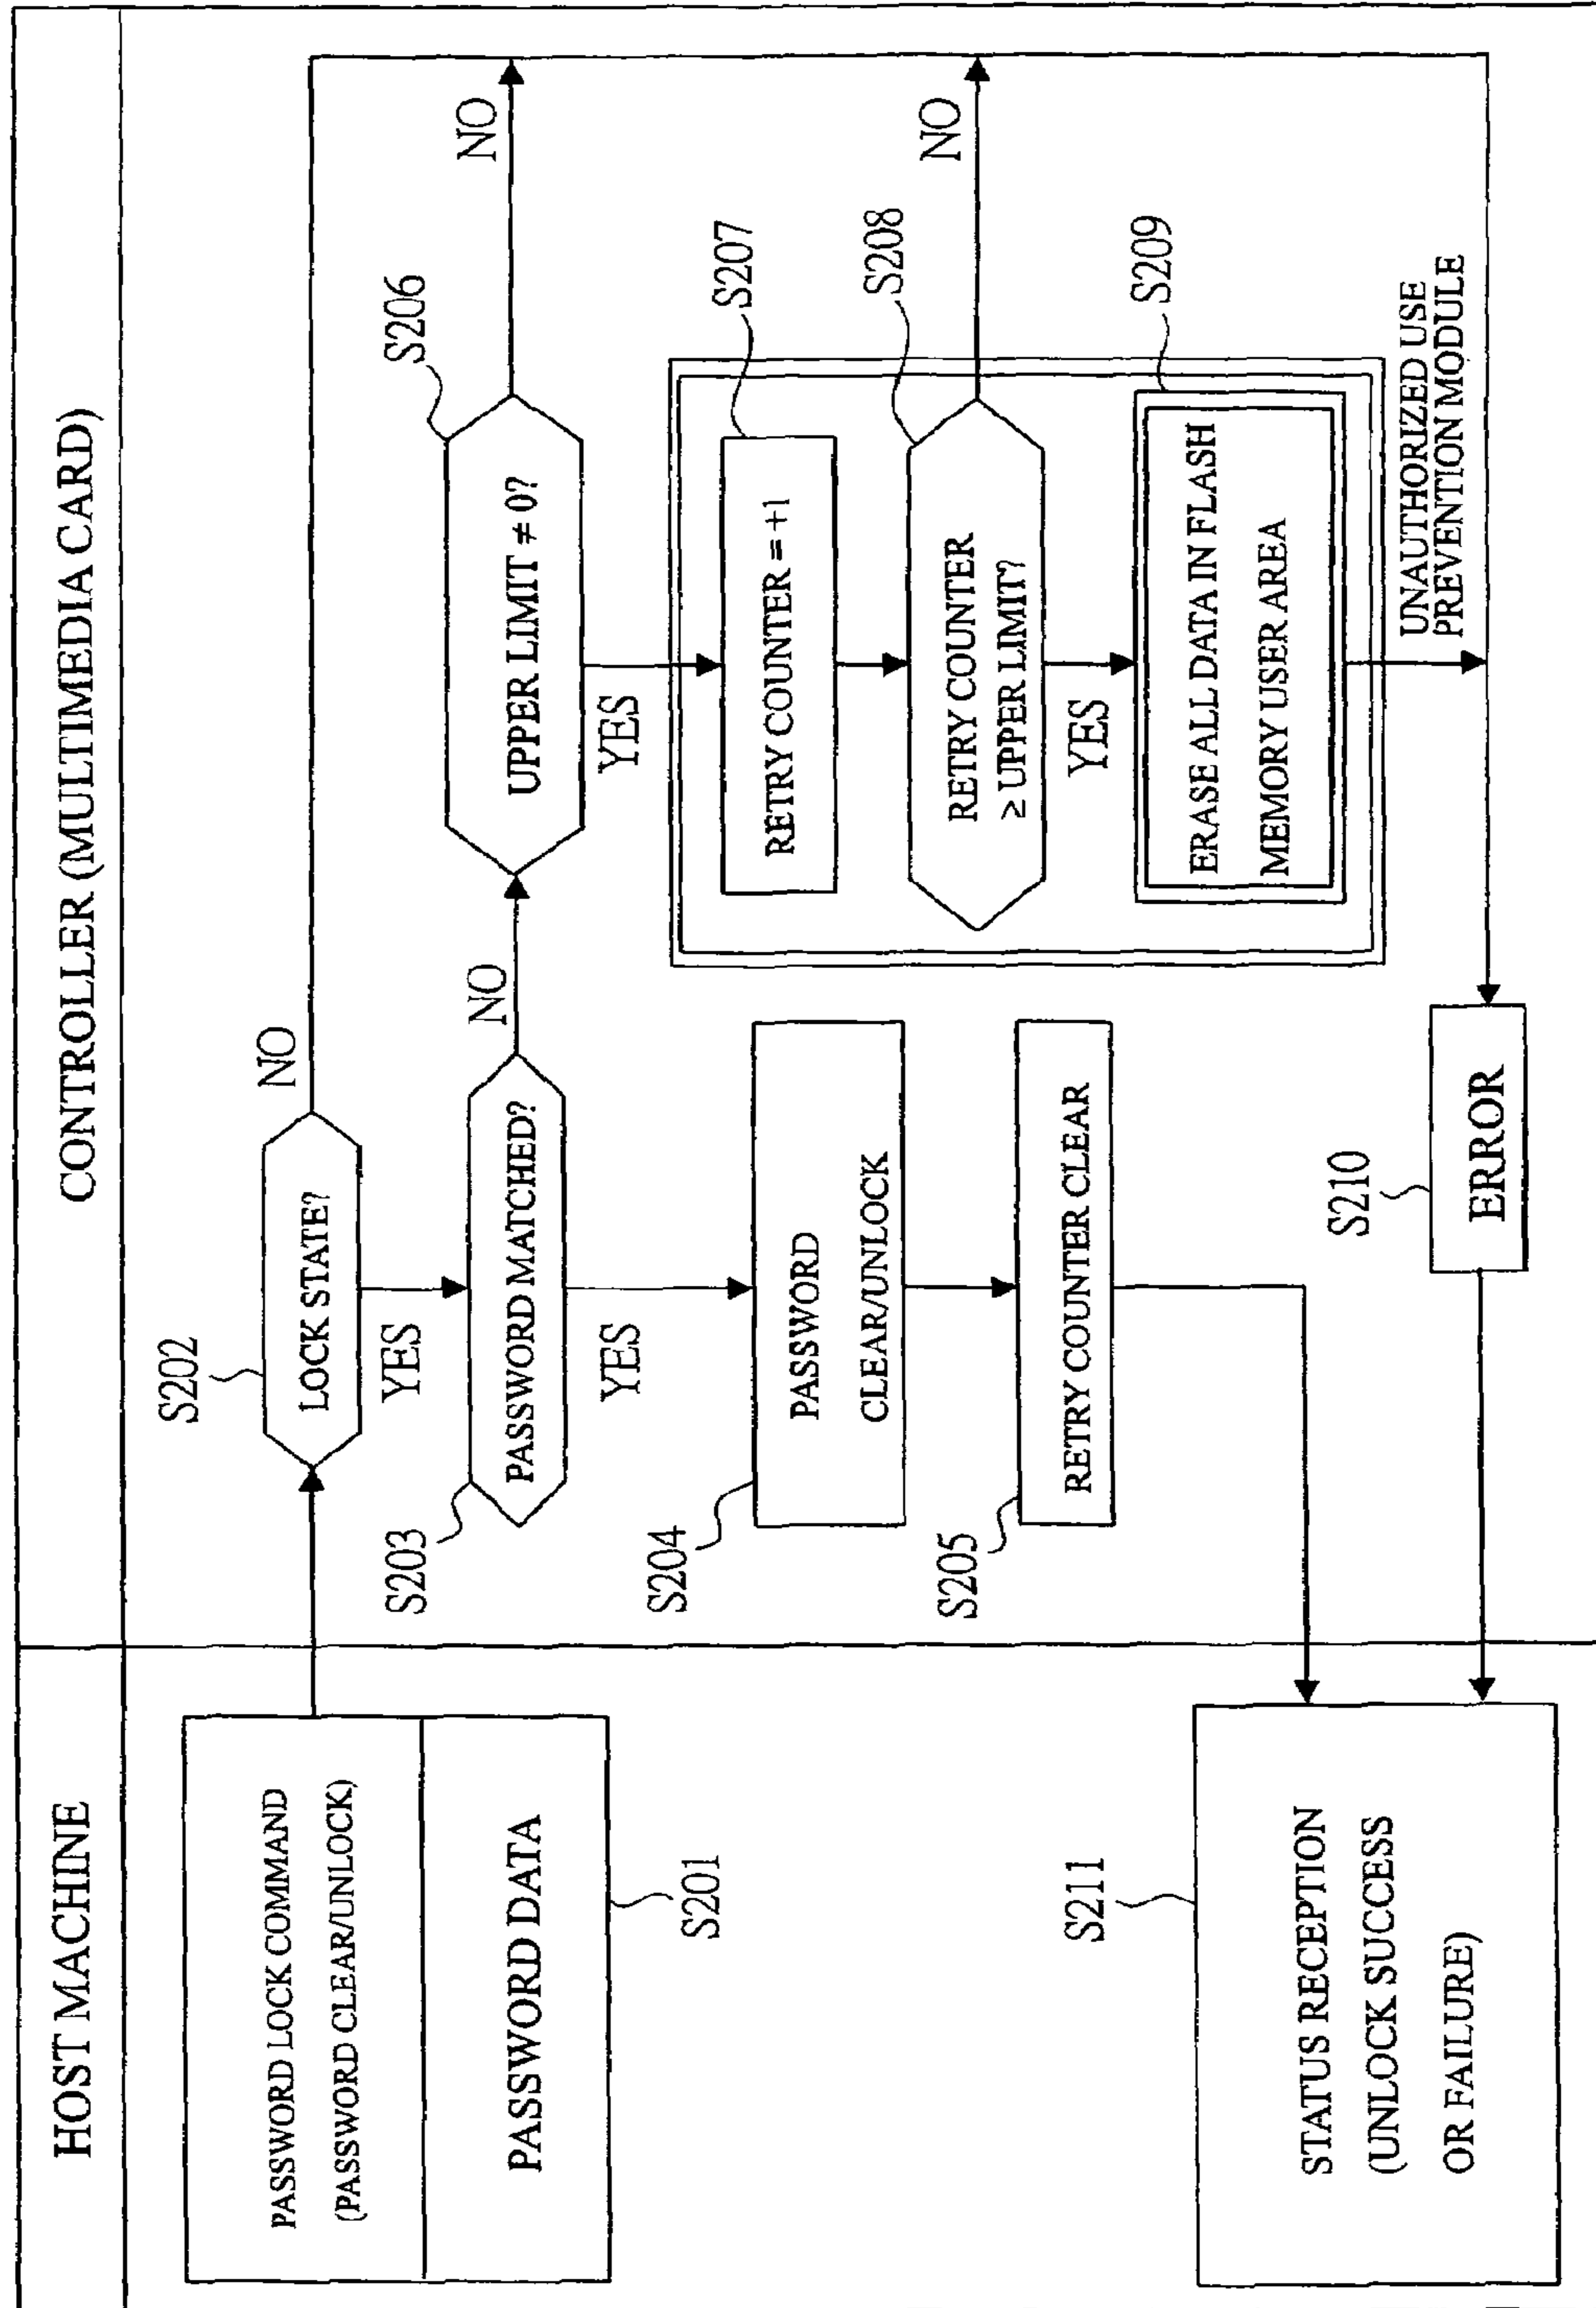 HOST MACHINE
CONTROLLER (MULTIMEDIA CARD)
PASSWORD LOCK COMMAND
(PASSWORD CLEAR/UNLOCK)
PASSWORD DATA
S201
S202
LOCK STATE?
NO
YES
S203
PASSWORD MATCHED?
NO
YES
S204
PASSWORD
CLEAR/UNLOCK
S205
RETRY COUNTER CLEAR
S206
UPPER LIMIT ≠ 0?
NO
YES
S207
RETRY COUNTER = +1
S208
RETRY COUNTER
≥ UPPER LIMIT?
NO
YES
S209
ERASE ALL DATA IN FLASH
MEMORY USER AREA
UNAUTHORIZED USE
PREVENTION MODULE
S210
ERROR
S211
STATUS RECEPTION
(UNLOCK SUCCESS
OR FAILURE)